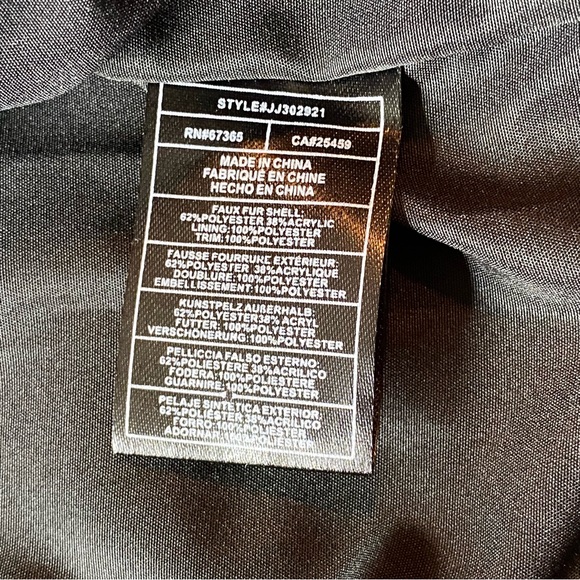 STYLE#JJ302921
RN#67365 CA#25459
MADE IN CHINA
FABRIQUÉ EN CHINE
HECHO EN CHINA
FAUX FUR SHELL:
62%POLYESTER 38%ACRYLIC
LINING:100%POLYESTER
TRIM:100%POLYESTER
FAUSSE FOURRURE EXTÉRIEUR:
62%POLYESTER 38%ACRYLIQUE
DOUBLURE:100%POLYESTER
EMBELLISSEMENT:100%POLYESTER
KUNSTPELZ AUßERHALB:
62%POLYESTER38%ACRYL
FUTTER:100%POLYESTER
VERSCHÖNERUNG:100%POLYESTER
PELLICCIA FALSO ESTERNO:
62%POLIESTERE 38%ACRILICO
FODERA:100%POLIESTERE
GUARNIRE:100%POLYESTER
PELAJE SINTÉTICA EXTERIOR:
62%POLIESTER 38%ACRILICO
FORRO:100%POLIESTER